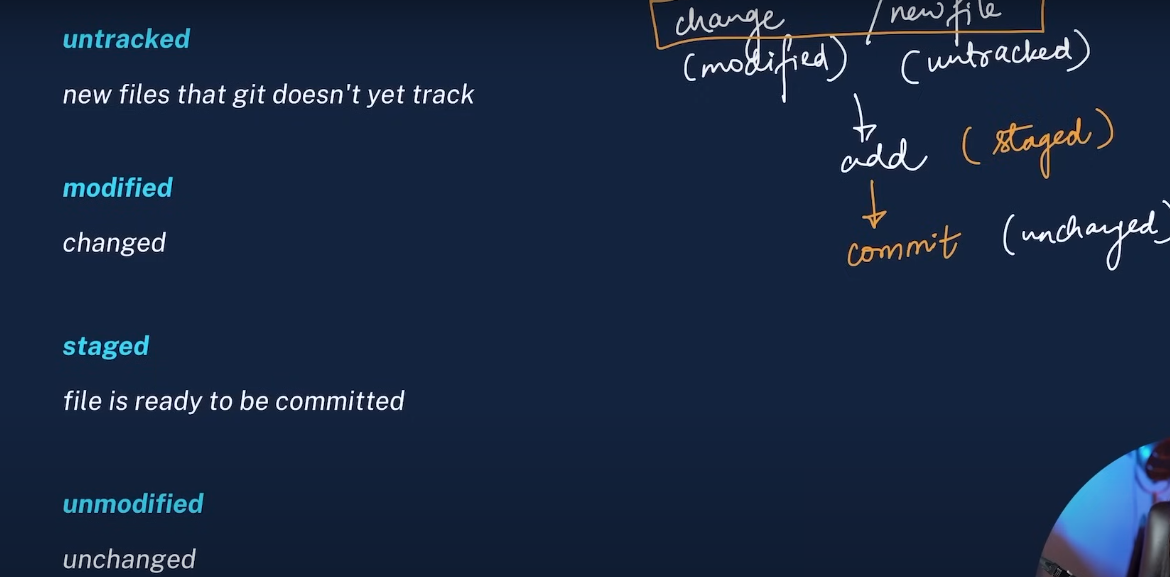 untracked
new files that git doesn't yet track
modified
changed
staged
file is ready to be committed
unmodified
unchanged
change / new file
(modified) (untracked)
add (staged)
commit (unchanged)